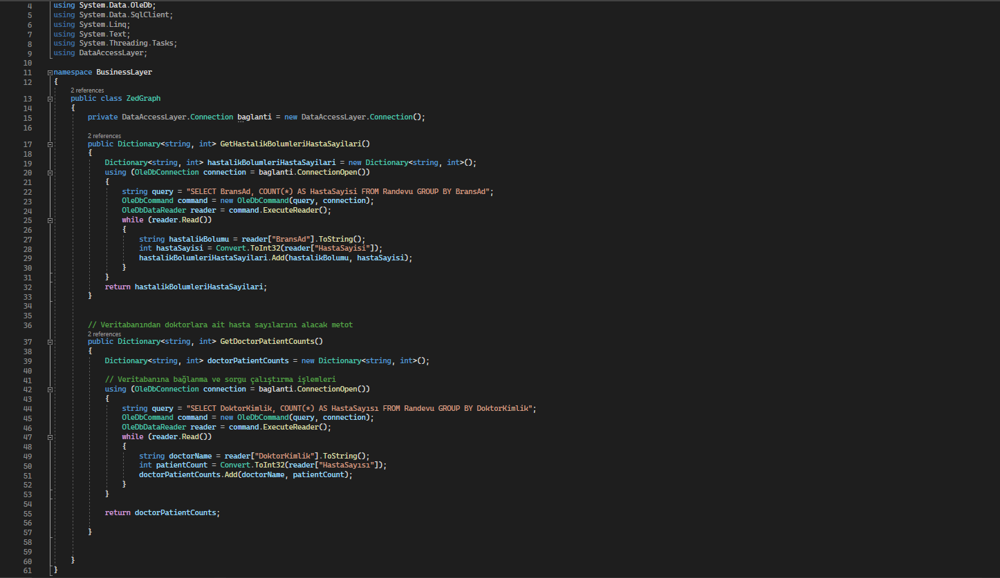 4 using System.Data.OleDb;
5 using System.Data.SqlClient;
6 using System.Linq;
7 using System.Text;
8 using System.Threading.Tasks;
9 using DataAccessLayer;
10
11 namespace BusinessLayer
12 {
2 references
13 public class ZedGraph
14 {
15 private DataAccessLayer.Connection baglanti = new DataAccessLayer.Connection();
16
2 references
17 public Dictionary<string, int> GetHastalikBolumleriHastaSayilari()
18 {
19 Dictionary<string, int> hastalikBolumleriHastaSayilari = new Dictionary<string, int>();
20 using (OleDbConnection connection = baglanti.ConnectionOpen())
21 {
22 string query = "SELECT BransAd, COUNT(*) AS HastaSayisi FROM Randevu GROUP BY BransAd";
23 OleDbCommand command = new OleDbCommand(query, connection);
24 OleDbDataReader reader = command.ExecuteReader();
25 while (reader.Read())
26 {
27 string hastalikBolumu = reader["BransAd"].ToString();
28 int hastaSayisi = Convert.ToInt32(reader["HastaSayisi"]);
29 hastalikBolumleriHastaSayilari.Add(hastalikBolumu, hastaSayisi);
30 }
31 }
32 return hastalikBolumleriHastaSayilari;
33 }
34
35
36 // Veritabanından doktorlara ait hasta sayılarını alacak metot
2 references
37 public Dictionary<string, int> GetDoctorPatientCounts()
38 {
39 Dictionary<string, int> doctorPatientCounts = new Dictionary<string, int>();
40
41 // Veritabanına bağlanma ve sorgu çalıştırma işlemleri
42 using (OleDbConnection connection = baglanti.ConnectionOpen())
43 {
44 string query = "SELECT DoktorKimlik, COUNT(*) AS HastaSayısı FROM Randevu GROUP BY DoktorKimlik";
45 OleDbCommand command = new OleDbCommand(query, connection);
46 OleDbDataReader reader = command.ExecuteReader();
47 while (reader.Read())
48 {
49 string doctorName = reader["DoktorKimlik"].ToString();
50 int patientCount = Convert.ToInt32(reader["HastaSayısı"]);
51 doctorPatientCounts.Add(doctorName, patientCount);
52 }
53 }
54
55 return doctorPatientCounts;
56
57 }
58
59
60 }
61 }